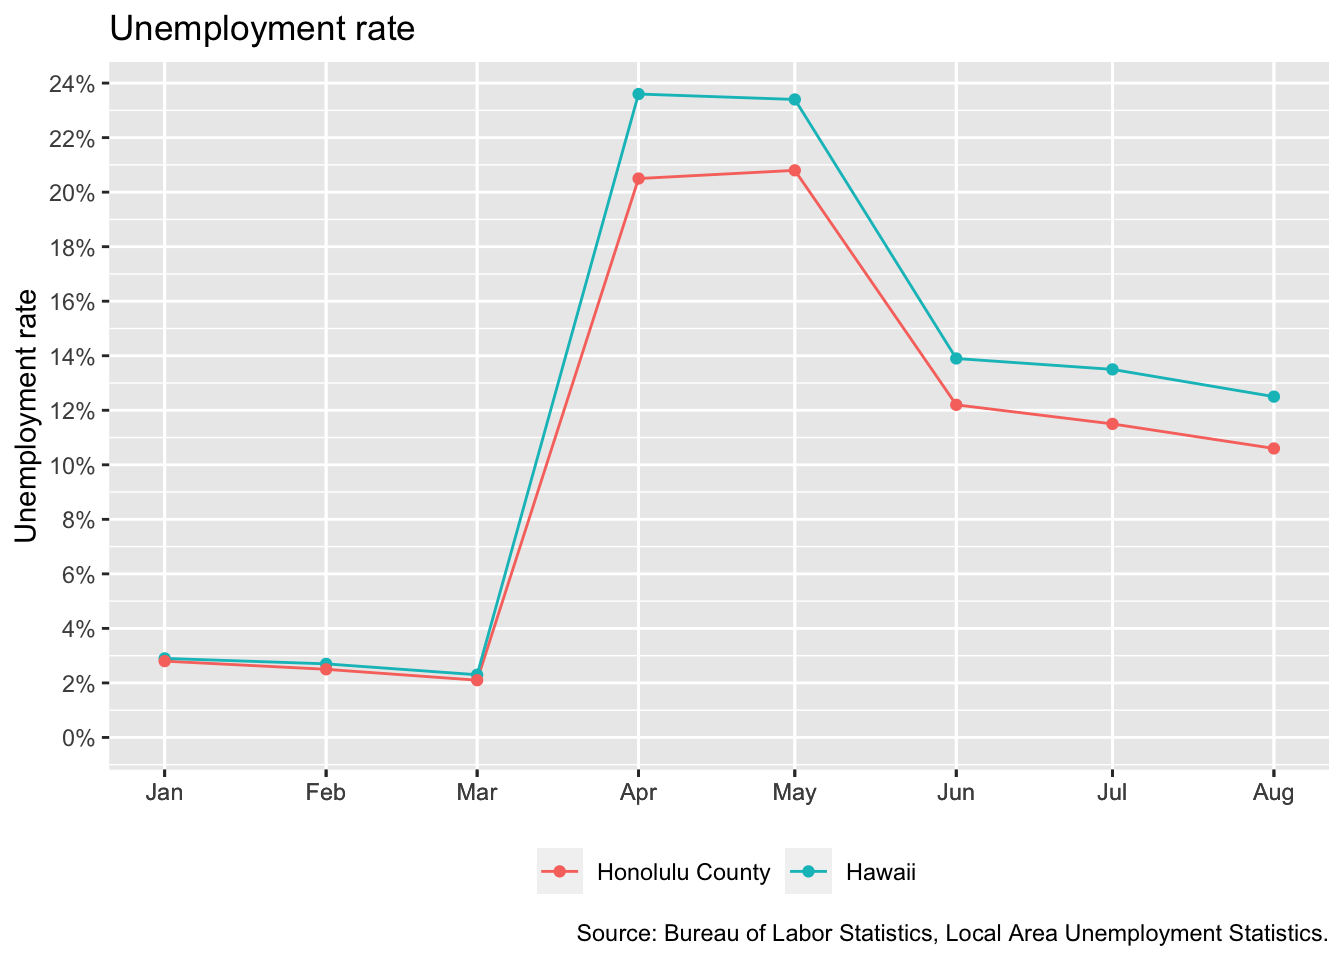 Unemployment rate
Unemployment rate
24%
22%
20%
18%
16%
14%
12%
10%
8%
6%
4%
2%
0%
Jan Feb Mar Apr May Jun Jul Aug
Honolulu County Hawaii
Source: Bureau of Labor Statistics, Local Area Unemployment Statistics.